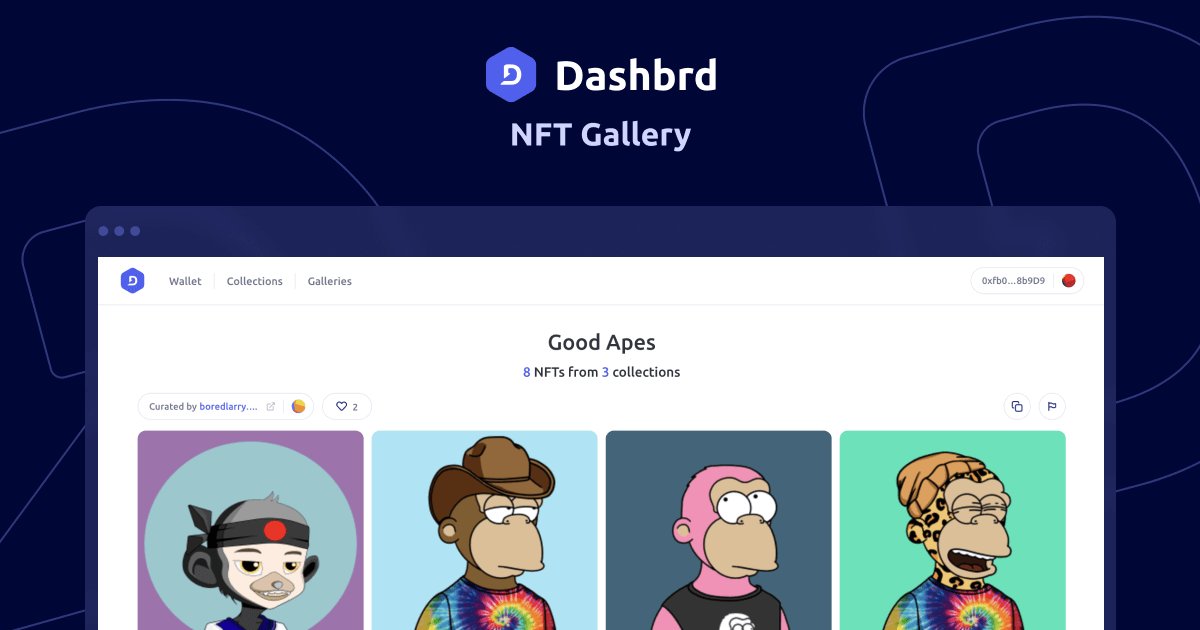 Dashbrd
NFT Gallery
Wallet
Collections
Galleries
0xfb0...8b9D9
Good Apes
8 NFTs from 3 collections
Curated by boredlarry....
2